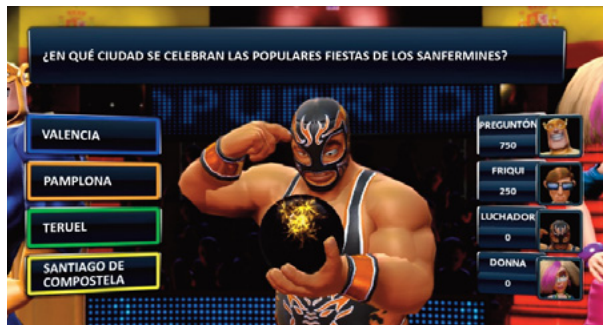 ¿EN QUÉ CIUDAD SE CELEBRAN LAS POPULARES FIESTAS DE LOS SANFERMINES?
VALENCIA
PAMPLONA
TERUEL
SANTIAGO DE
COMPOSTELA
PREGUNTÓN
750
FRIQUI
250
LUCHADOR
0
DONNA
0